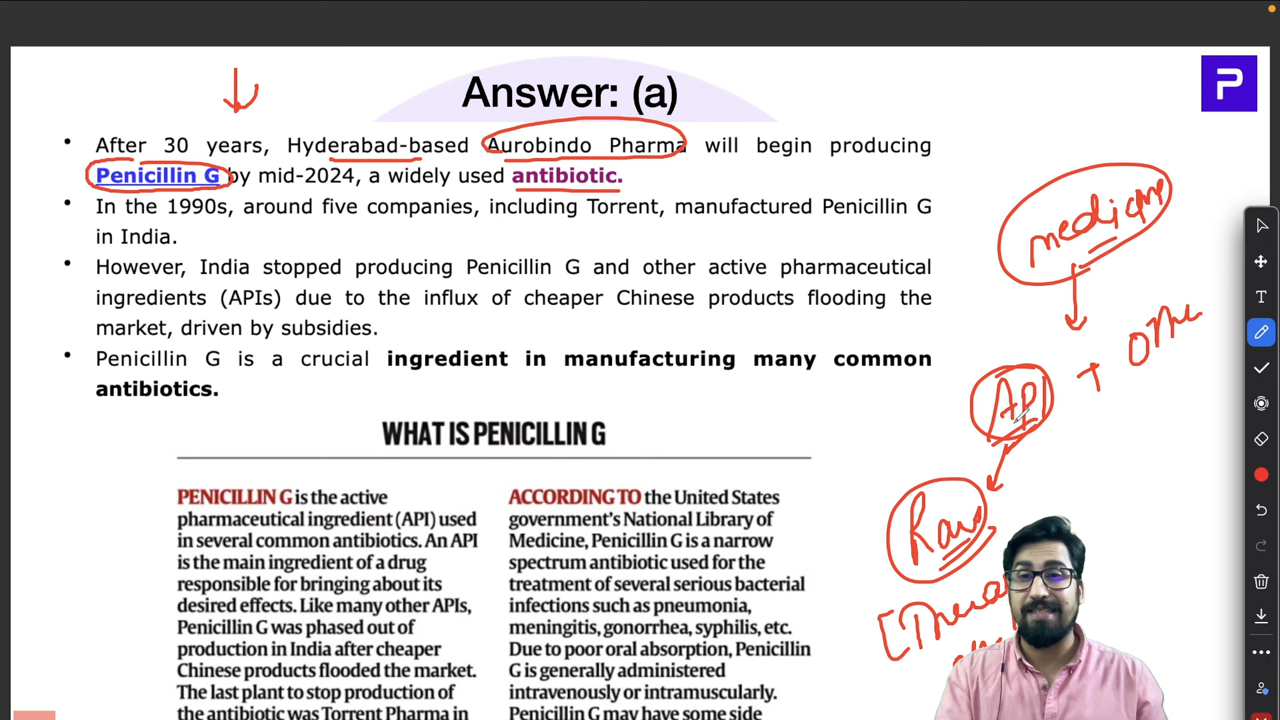 Answer: (a)
P
• After 30 years, Hyderabad-based Aurobindo Pharma will begin producing
Penicillin G by mid-2024, a widely used antibiotic.
• In the 1990s, around five companies, including Torrent, manufactured Penicillin G
in India.
• However, India stopped producing Penicillin G and other active pharmaceutical
ingredients (APIs) due to the influx of cheaper Chinese products flooding the
market, driven by subsidies.
• Penicillin G is a crucial ingredient in manufacturing many common
antibiotics.
medicine
API + Other
Raw
WHAT IS PENICILLIN G
PENICILLIN G is the active
pharmaceutical ingredient (API) used
in several common antibiotics. An API
is the main ingredient of a drug
responsible for bringing about its
desired effects. Like many other APIs,
Penicillin G was phased out of
production in India after cheaper
Chinese products flooded the market.
The last plant to stop production of
the antibiotic was Torrent Pharma in
ACCORDING TO the United States
government's National Library of
Medicine, Penicillin G is a narrow
spectrum antibiotic used for the
treatment of several serious bacterial
infections such as pneumonia,
meningitis, gonorrhea, syphilis, etc.
Due to poor oral absorption, Penicillin
G is generally administered
intravenously or intramuscularly.
Penicillin G may have some side
T